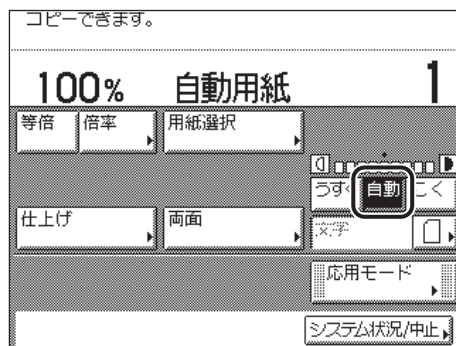 コピーできます。
100% 自動用紙 1
等倍 倍率 用紙選択
うすく 自動 こく
仕上げ 両面 文字
応用モード
システム状況/中止